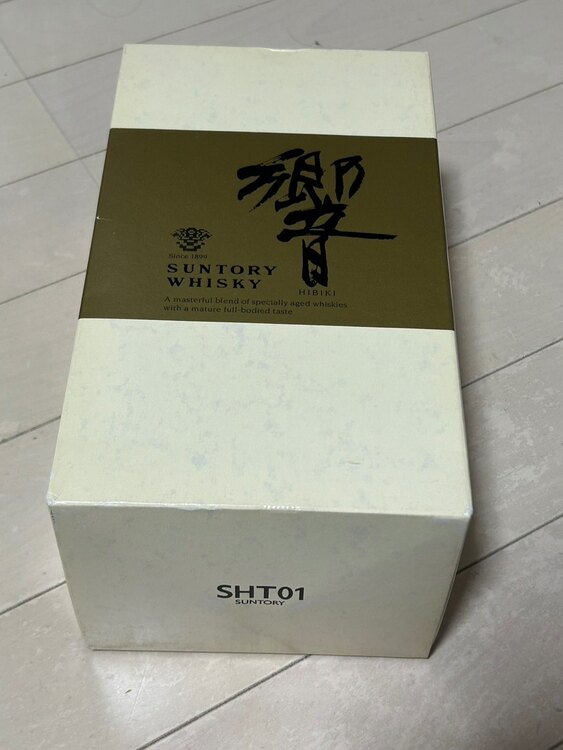 響
HIBIKI
Since 1899
SUNTORY
WHISKY
A masterful blend of specially aged whiskies
with a mature full-bodied taste
SHT01
SUNTORY